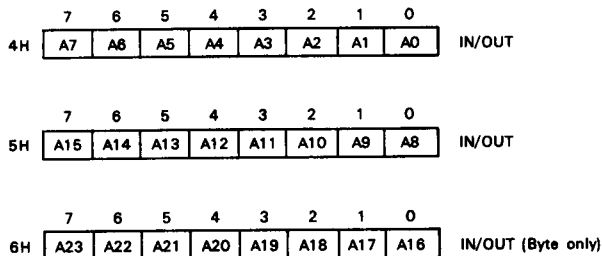 7 6 5 4 3 2 1 0
4H A7 A6 A5 A4 A3 A2 A1 A0 IN/OUT
7 6 5 4 3 2 1 0
5H A15 A14 A13 A12 A11 A10 A9 A8 IN/OUT
7 6 5 4 3 2 1 0
6H A23 A22 A21 A20 A19 A18 A17 A16 IN/OUT (Byte only)